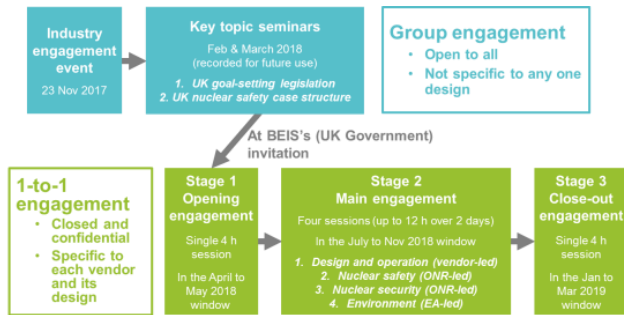 Industry
engagement
event
23 Nov 2017
Key topic seminars
Feb & March 2018
(recorded for future use)
1. UK goal-setting legislation
2. UK nuclear safety case structure
Group engagement
• Open to all
• Not specific to any one
design
At BEIS's (UK Government)
invitation
1-to-1
engagement
• Closed and
confidential
• Specific to
each vendor
and its
design
Stage 1
Opening
engagement
Single 4 h
session
In the April to
May 2018
window
Stage 2
Main engagement
Four sessions (up to 12 h over 2 days)
In the July to Nov 2018 window
1. Design and operation (vendor-led)
2. Nuclear safety (ONR-led)
3. Nuclear security (ONR-led)
4. Environment (EA-led)
Stage 3
Close-out
engagement
Single 4 h
session
In the Jan to
Mar 2019
window